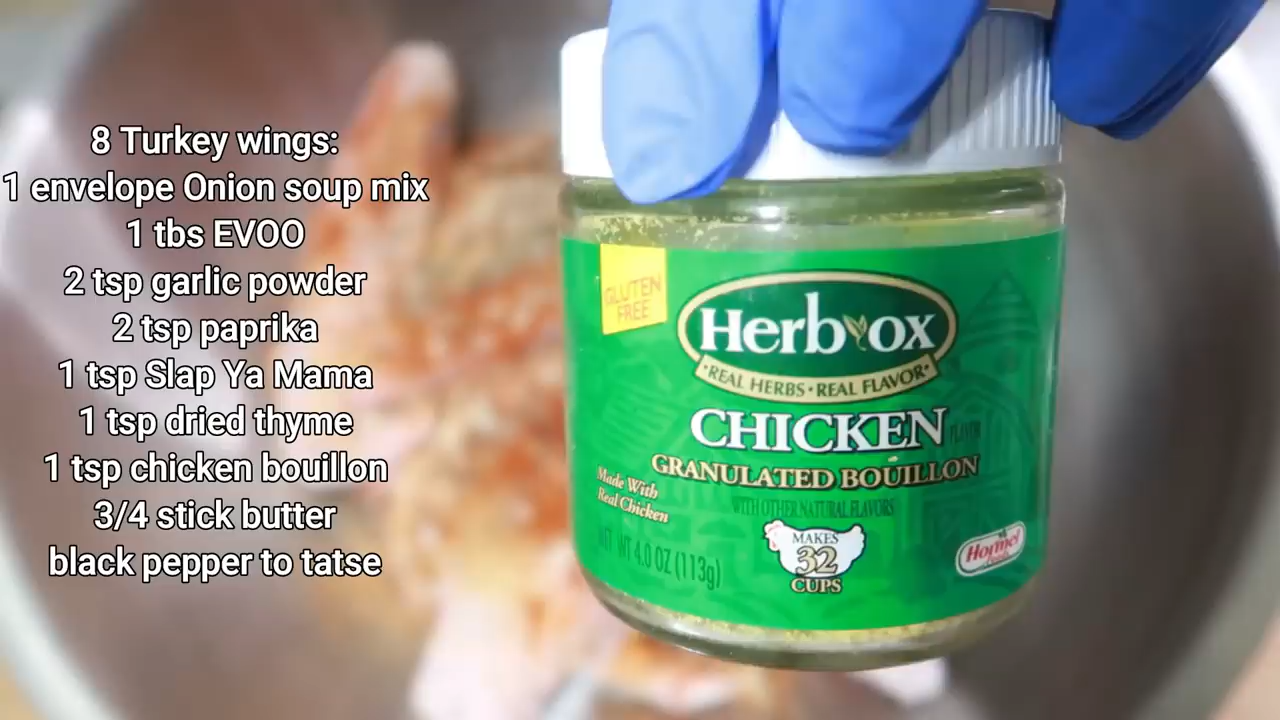 8 Turkey wings:
1 envelope Onion soup mix
1 tbs EVOO
2 tsp garlic powder
2 tsp paprika
1 tsp Slap Ya Mama
1 tsp dried thyme
1 tsp chicken bouillon
3/4 stick butter
black pepper to tatse
GLUTEN
FREE
Herb ox
•REAL HERBS • REAL FLAVOR•
CHICKEN FLAVOR
GRANULATED BOUILLON
Made With
Real Chicken
WITH OTHER NATURAL FLAVORS
MAKES
32
CUPS
NET WT 4.0 OZ (113g)
Hormel